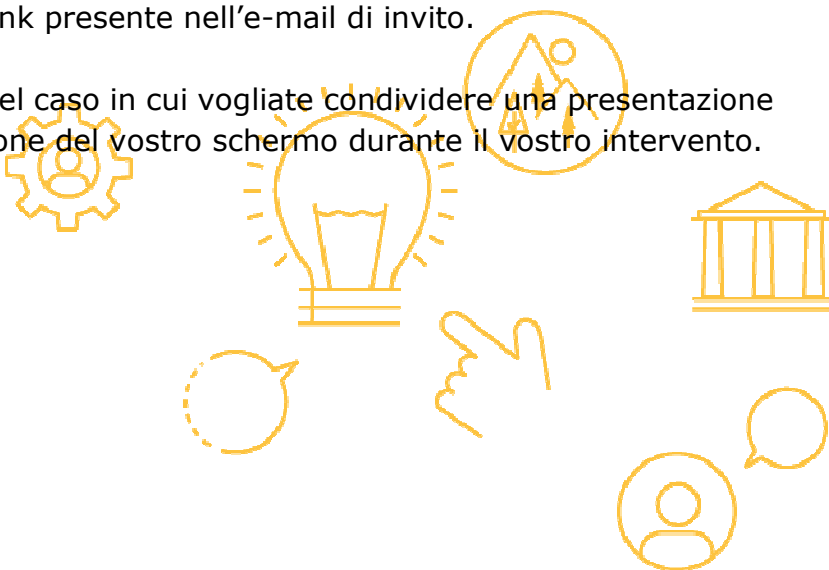 nk presente nell'e-mail di invito.
el caso in cui vogliate condividere una presentazione
one del vostro schermo durante il vostro intervento.